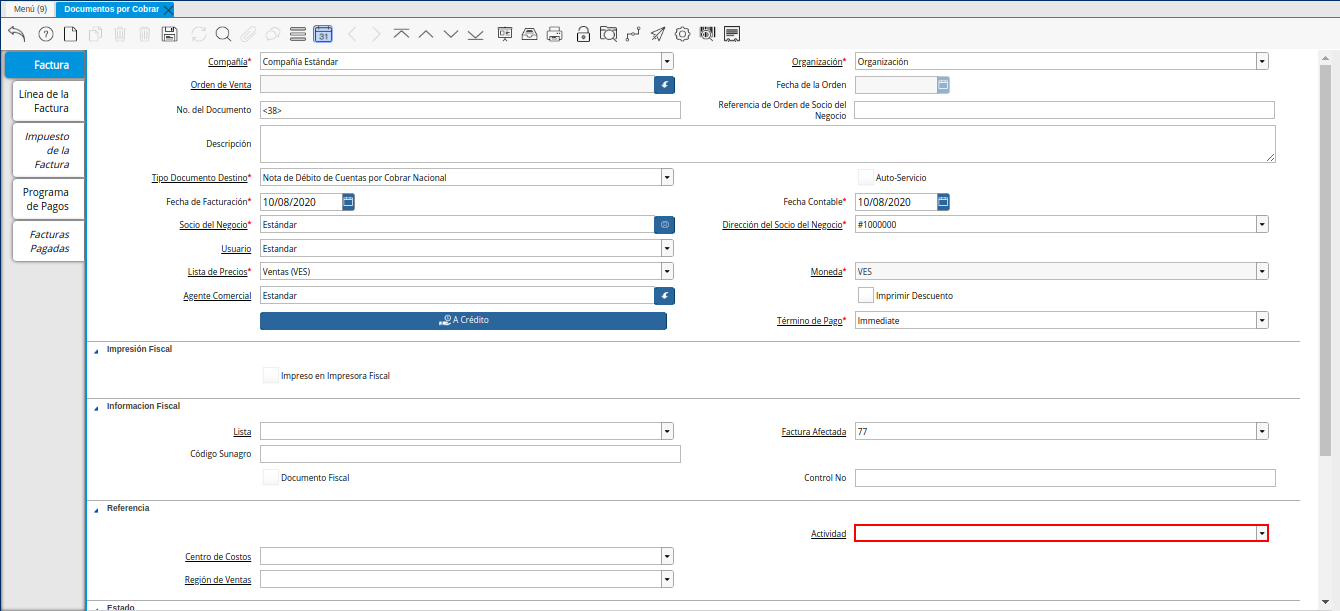 Menú (9) Documentos por Cobrar
31
Factura
Línea de la
Factura
Impuesto
de la
Factura
Programa
de Pagos
Facturas
Pagadas
Compañía* Compañía Estándar Organización* Organización
Orden de Venta Fecha de la Orden
No. del Documento <38> Referencia de Orden de Socio del
Negocio
Descripción
Tipo Documento Destino* Nota de Débito de Cuentas por Cobrar Nacional Auto-Servicio
Fecha de Facturación* 10/08/2020 Fecha Contable* 10/08/2020
Socio del Negocio* Estándar Dirección del Socio del Negocio* #1000000
Usuario Estandar
Lista de Precios* Ventas (VES) Moneda* VES
Agente Comercial Estandar Imprimir Descuento
A Crédito Término de Pago* Immediate
Impresión Fiscal
Impreso en Impresora Fiscal
Informacion Fiscal
Lista Factura Afectada 77
Código Sunagro
Documento Fiscal Control No
Referencia
Actividad
Centro de Costos
Región de Ventas
Estado